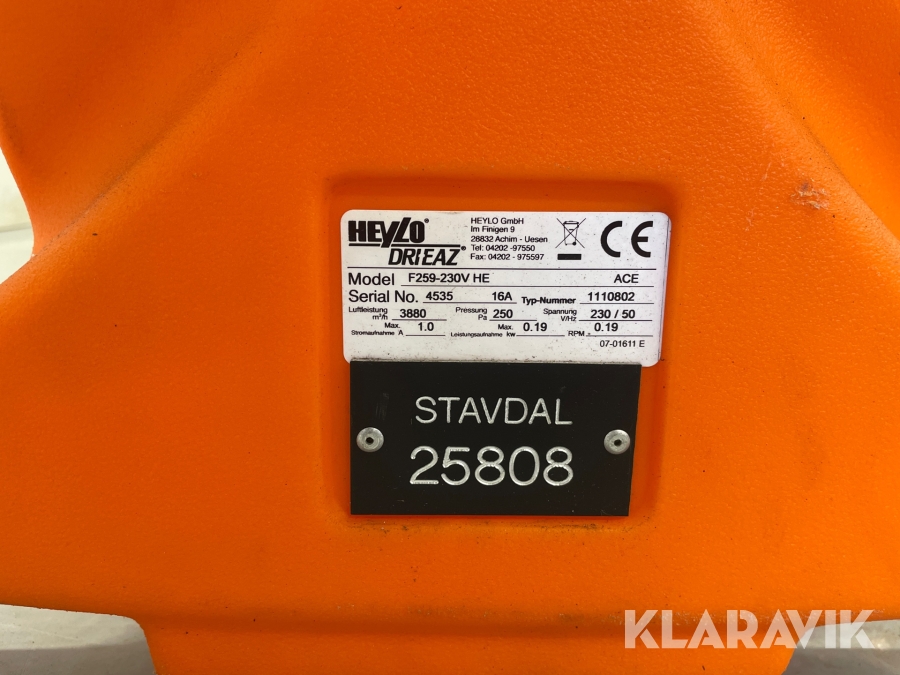 HEYLO®
DRI-EAZ®
HEYLO GmbH
Im Finigen 9
28832 Achim - Uesen
Tel: 04202 -97550
Fax: 04202 - 975597
CE
Model F259-230V HE ACE
Serial No. 4535 16A Typ-Nummer 1110802
Luftleistung m³/h 3880 Pressung Pa 250 Spannung V/Hz 230 / 50
Stromaufnahme A Max. 1.0 Leistungsaufnahme kw Max. 0.19 RPM = 0.19
07-01611 E
STAVDAL
25808
KLARAVIK